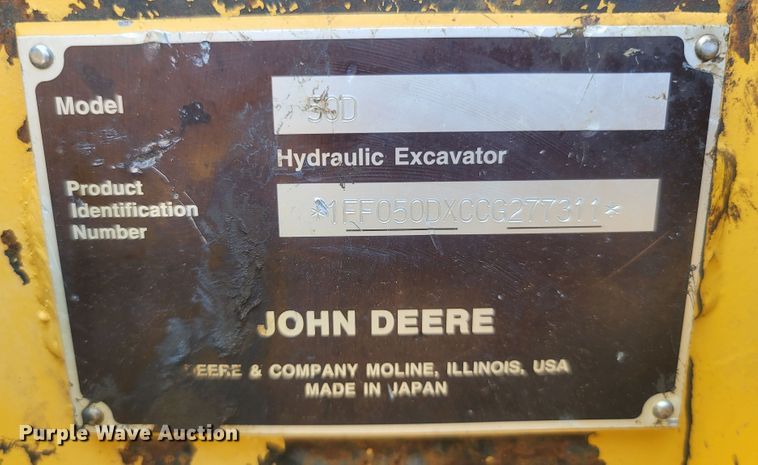 Model 50D
Hydraulic Excavator
Product
Identification
Number
*1FF050DXCCG277311*
JOHN DEERE
DEERE & COMPANY MOLINE, ILLINOIS, USA
MADE IN JAPAN
Purple Wave Auction